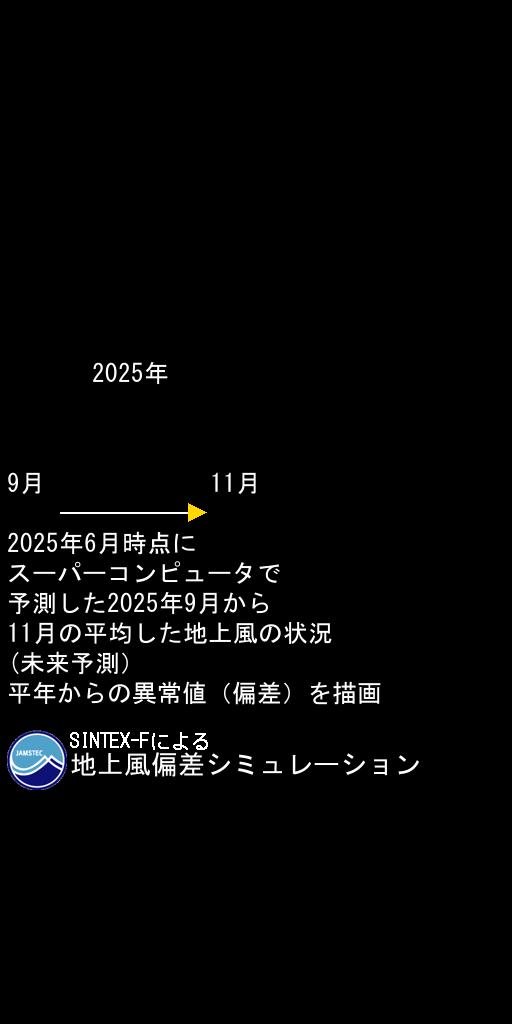 2025年
9月
11月
2025年6月時点に
スーパーコンピュータで
予測した2025年9月から
11月の平均した地上風の状況
(未来予測)
平年からの異常値（偏差）を描画
JAMSTEC
SINTEX-Fによる
地上風偏差シミュレーション